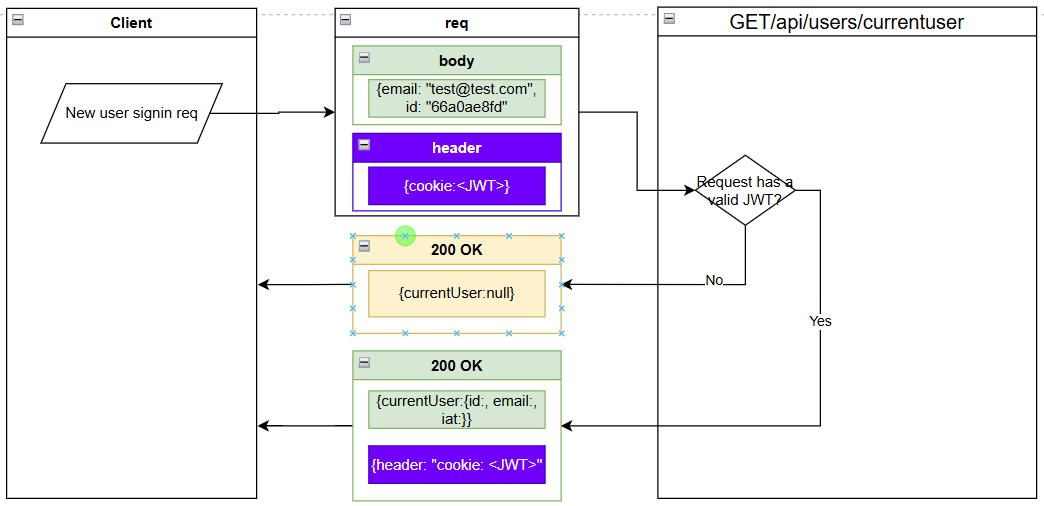 Client
req
GET/api/users/currentuser
body
{email: "test@test.com",
id: "66a0ae8fd"
New user signin req
header
{cookie:<JWT>}
Request has a
valid JWT?
200 OK
{currentUser:null}
No
Yes
200 OK
{currentUser:{id:, email:,
iat:}}
{header: "cookie: <JWT>"